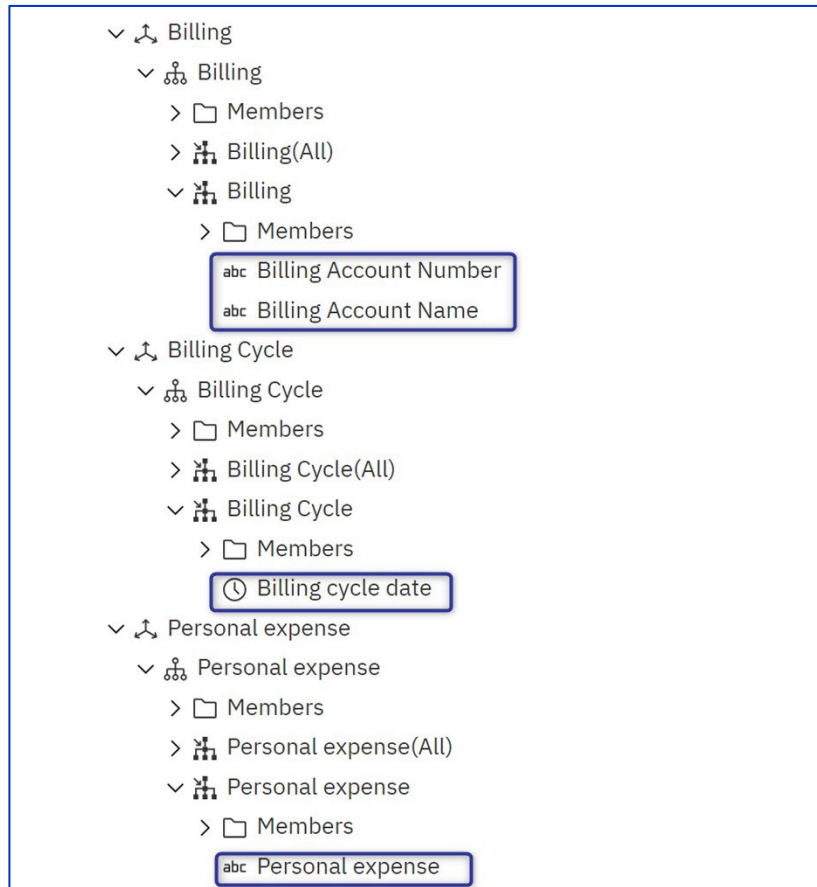 Billing
Billing
Members
Billing(All)
Billing
Members
abc Billing Account Number
abc Billing Account Name
Billing Cycle
Billing Cycle
Members
Billing Cycle(All)
Billing Cycle
Members
Billing cycle date
Personal expense
Personal expense
Members
Personal expense(All)
Personal expense
Members
abc Personal expense